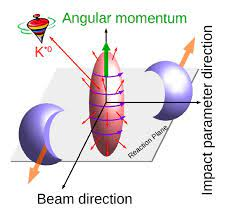 Angular momentum
K*0
Impact parameter direction
Reaction Plane
Beam direction